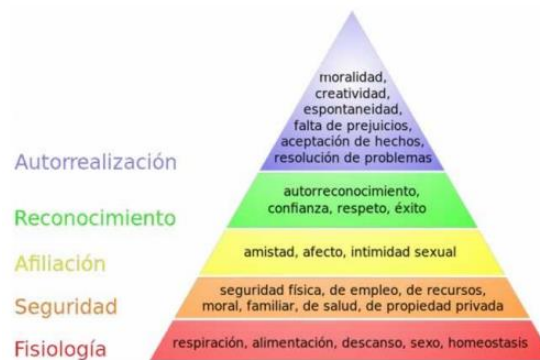 moralidad,
creatividad,
espontaneidad,
falta de prejuicios,
aceptación de hechos,
resolución de problemas
Autorrealización
autorreconocimiento,
confianza, respeto, éxito
Reconocimiento
amistad, afecto, intimidad sexual
Afiliación
seguridad física, de empleo, de recursos,
moral, familiar, de salud, de propiedad privada
Seguridad
respiración, alimentación, descanso, sexo, homeostasis
Fisiología